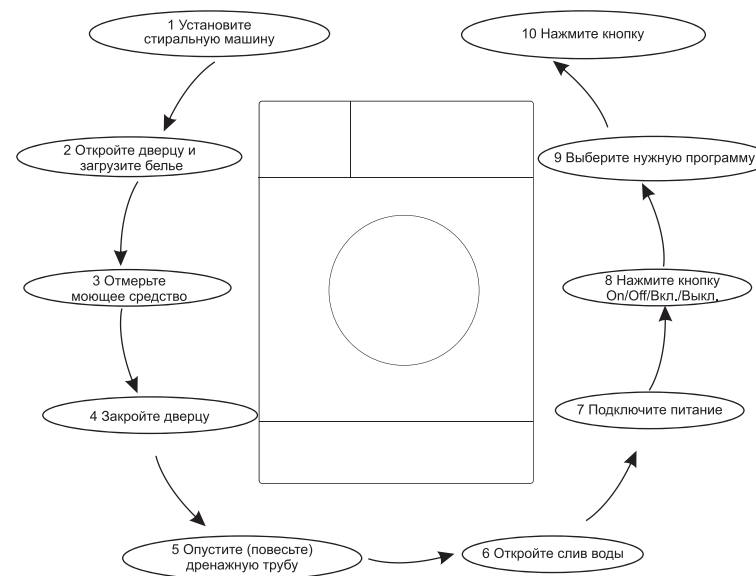 1 Установите
стиральную машину
2 Откройте дверцу и
загрузите белье
3 Отмерьте
моющее средство
4 Закройте дверцу
5 Опустите (повесьте)
дренажную трубу
6 Откройте слив воды
7 Подключите питание
8 Нажмите кнопку
On/Off/Вкл./Выкл.
9 Выберите нужную программу
10 Нажмите кнопку